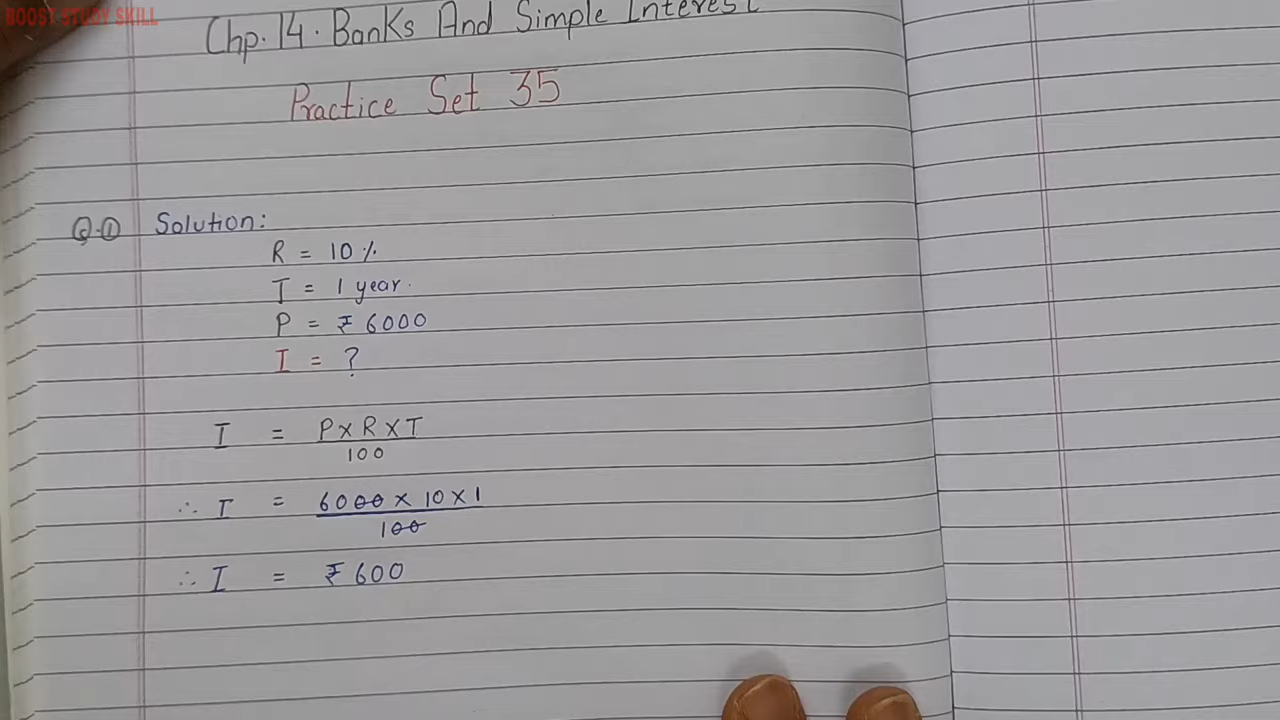 BOOST STUDY SKILL
Chp. 14. Banks And Simple Interest
Practice Set 35
Q.① Solution:
R = 10 %
T = 1 year.
P = ₹ 6000
I = ?
I = P x R x T
100
∴ I = 6000 x 10 x 1
100
∴ I = ₹ 600